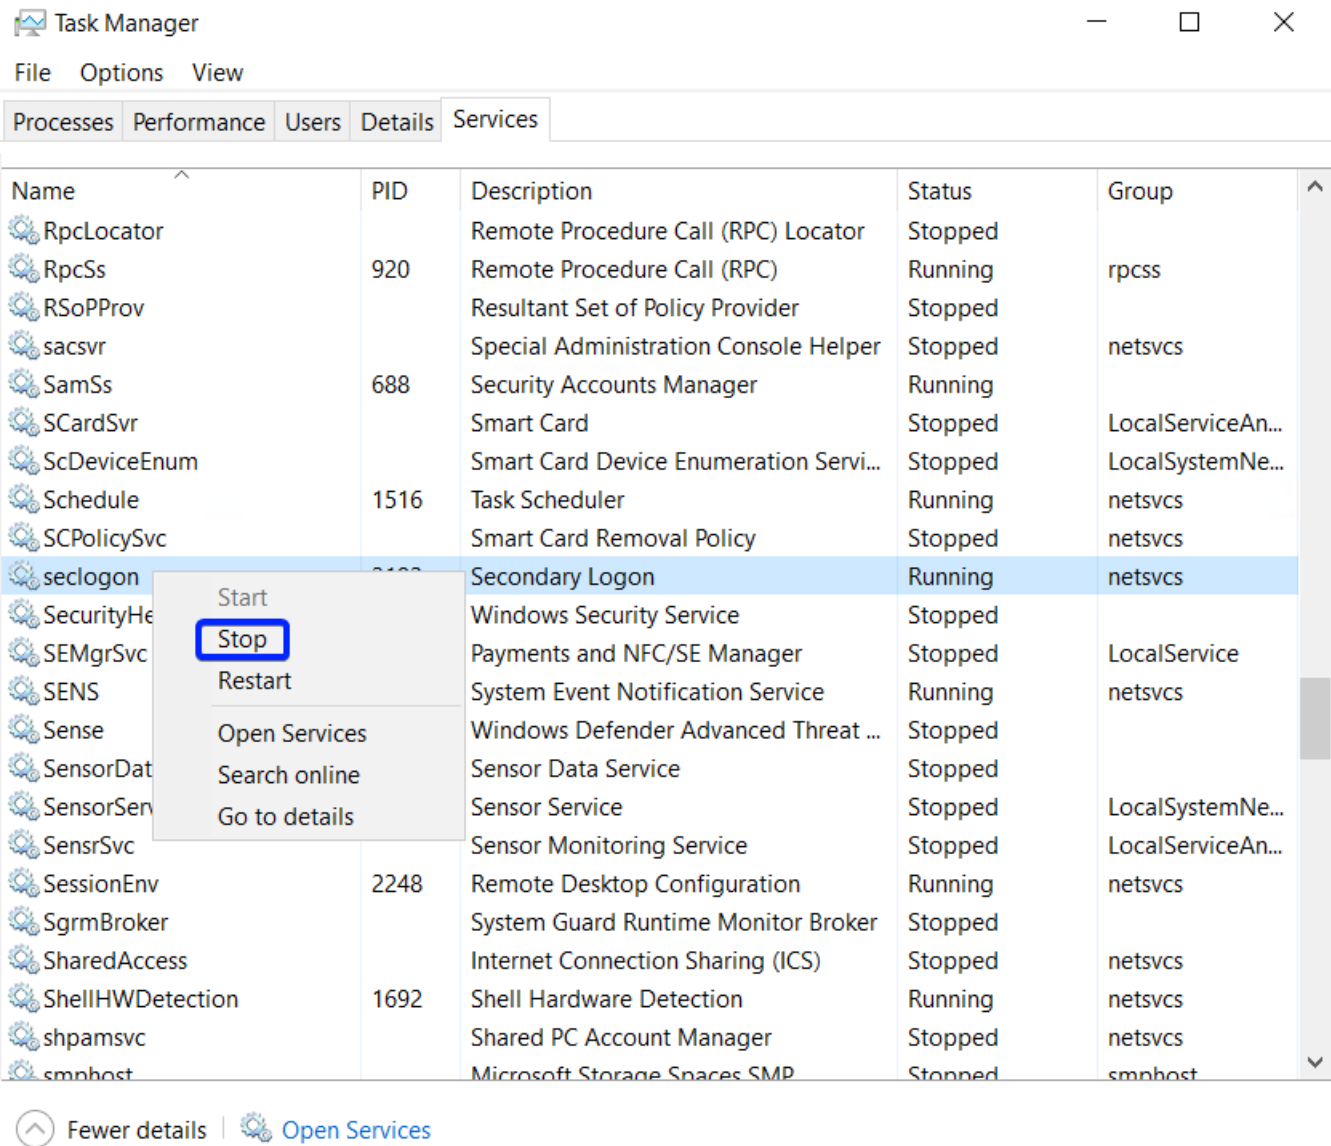 Task Manager
File Options View
Processes Performance Users Details Services
Name PID Description Status Group
RpcLocator Remote Procedure Call (RPC) Locator Stopped
RpcSs 920 Remote Procedure Call (RPC) Running rpcss
RSoPProv Resultant Set of Policy Provider Stopped
sacsvr Special Administration Console Helper Stopped netsvcs
SamSs 688 Security Accounts Manager Running
SCardSvr Smart Card Stopped LocalServiceAn...
ScDeviceEnum Smart Card Device Enumeration Servi... Stopped LocalSystemNe...
Schedule 1516 Task Scheduler Running netsvcs
SCPolicySvc Smart Card Removal Policy Stopped netsvcs
seclogon Secondary Logon Running netsvcs
Start
SecurityHe Windows Security Service Stopped
Stop
SEMgrSvc Payments and NFC/SE Manager Stopped LocalService
Restart
SENS System Event Notification Service Running netsvcs
Open Services
Sense Windows Defender Advanced Threat ... Stopped
Search online
SensorDat Sensor Data Service Stopped
SensorServ Sensor Service Stopped LocalSystemNe...
Go to details
SensrSvc Sensor Monitoring Service Stopped LocalServiceAn...
SessionEnv 2248 Remote Desktop Configuration Running netsvcs
SgrmBroker System Guard Runtime Monitor Broker Stopped
SharedAccess Internet Connection Sharing (ICS) Stopped netsvcs
ShellHWDetection 1692 Shell Hardware Detection Running netsvcs
shpamsvc Shared PC Account Manager Stopped netsvcs
smphost Microsoft Storage Spaces SMP Stopped smphost
Fewer details Open Services